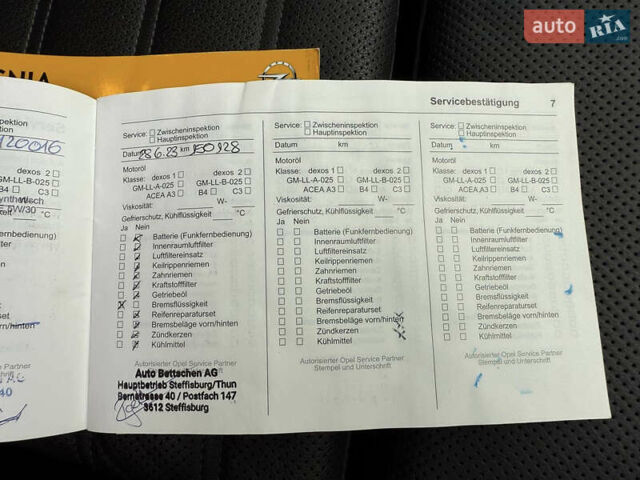 auto RIA.com
SIGNIA
Servicebestätigung 7
120016
5W/30
Service: Zwischeninspektion
Hauptinspektion
Datum 28.6.23 km 150928
Motoröl
Klasse: dexos 1 dexos 2
GM-LL-A-025 GM-LL-B-025
ACEA A3 B4 C3
Viskosität: W-
Gefrierschutz, Kühlflüssigkeit °C
Ja Nein
Batterie (Funkfernbedienung)
Innenraumluftfilter
Luftfiltereinsatz
Keilrippenriemen
Zahnriemen
Kraftstofffilter
Getriebeöl
Bremsflüssigkeit
Reifenreparaturset
Bremsbeläge vorn/hinten
Zündkerzen
Kühlmittel
Autorisierter Opel Service Partner
Auto Bettschen AG
Hauptbetrieb Steffisburg/Thun
Bernstrasse 40 / Postfach 147
3612 Steffisburg
Service: Zwischeninspektion
Hauptinspektion
Datum km
Motoröl
Klasse: dexos 1 dexos 2
GM-LL-A-025 GM-LL-B-025
ACEA A3 B4 C3
Viskosität: W-
Gefrierschutz, Kühlflüssigkeit °C
Ja Nein
Batterie (Funkfernbedienung)
Innenraumluftfilter
Luftfiltereinsatz
Keilrippenriemen
Zahnriemen
Kraftstofffilter
Getriebeöl
Bremsflüssigkeit
Reifenreparaturset
Bremsbeläge vorn/hinten
Zündkerzen
Kühlmittel
Autorisierter Opel Service Partner
Stempel und Unterschrift
Service: Zwischeninspektion
Hauptinspektion
Datum km
Motoröl
Klasse: dexos 1 dexos 2
GM-LL-A-025 GM-LL-B-025
ACEA A3 B4 C3
Viskosität: W-
Gefrierschutz, Kühlflüssigkeit °C
Ja Nein
Batterie (Funkfernbedienung)
Innenraumluftfilter
Luftfiltereinsatz
Keilrippenriemen
Zahnriemen
Kraftstofffilter
Getriebeöl
Bremsflüssigkeit
Reifenreparaturset
Bremsbeläge vorn/hinten
Zündkerzen
Kühlmittel
Autorisierter Opel Service Partner
Stempel und Unterschrift